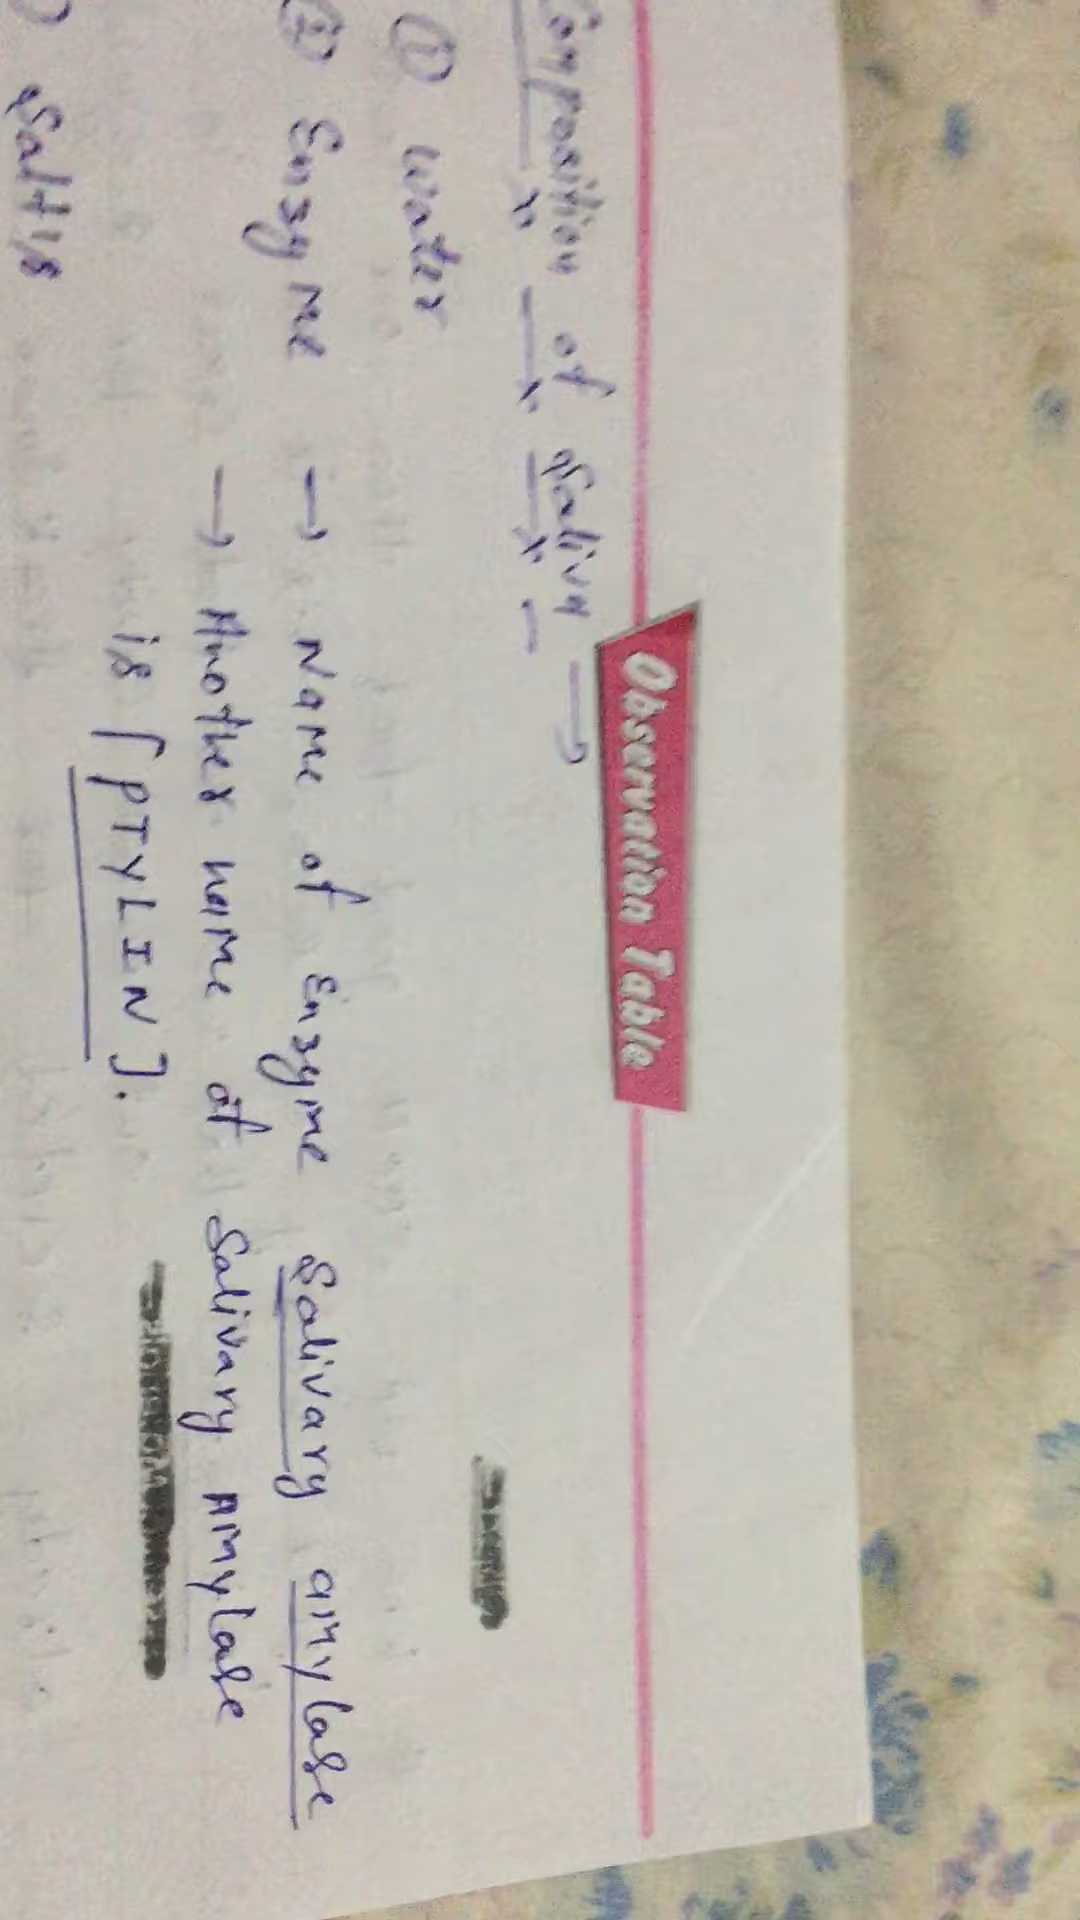 Observation Table
Composition of Saliva →
① water
② Enzyme → Name of Enzyme Salivary amylase
→ Another name of Salivary Amylase
is [PTYLIN].
Salts